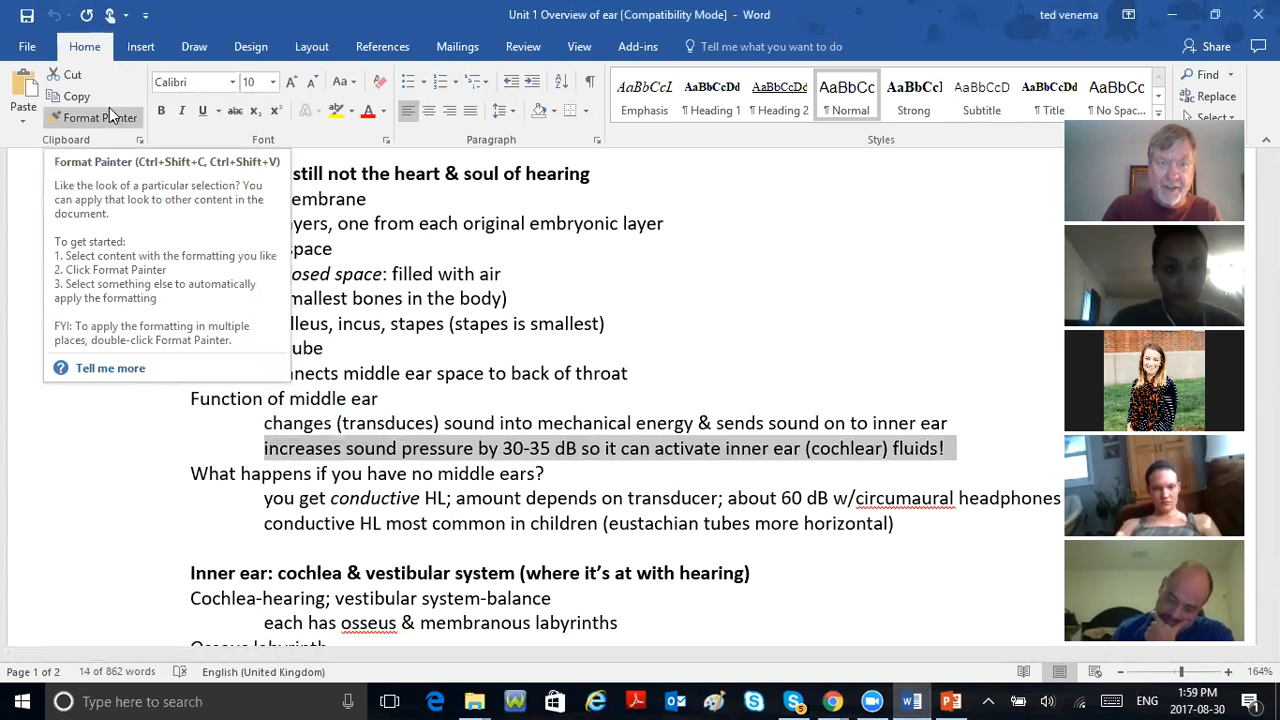 Unit 1 Overview of ear [Compatibility Mode] - Word
ted venema
File Home Insert Draw Design Layout References Mailings Review View Add-ins Tell me what you want to do Share
Paste
Cut
Copy
Format Painter
Clipboard
Calibri 10
Font
Paragraph
AaBbCcL AaBbCcDd AaBbCcDd AaBbCc AaBbCcI AaBbCcDd AaBbCc AaBbCc
Emphasis ¶ Heading 1 ¶ Heading 2 ¶ Normal Strong Subtitle ¶ Title ¶ No Spac...
Styles
Find
Replace
Select
Format Painter (Ctrl+Shift+C, Ctrl+Shift+V)
Like the look of a particular selection? You
can apply that look to other content in the
document.
To get started:
1. Select content with the formatting you like
2. Click Format Painter
3. Select something else to automatically
apply the formatting
FYI: To apply the formatting in multiple
places, double-click Format Painter.
Tell me more
still not the heart & soul of hearing
embrane
ayers, one from each original embryonic layer
space
osed space: filled with air
mallest bones in the body)
lleus, incus, stapes (stapes is smallest)
ube
nnects middle ear space to back of throat
Function of middle ear
changes (transduces) sound into mechanical energy & sends sound on to inner ear
increases sound pressure by 30-35 dB so it can activate inner ear (cochlear) fluids!
What happens if you have no middle ears?
you get conductive HL; amount depends on transducer; about 60 dB w/circumaural headphones
conductive HL most common in children (eustachian tubes more horizontal)
Inner ear: cochlea & vestibular system (where it's at with hearing)
Cochlea-hearing; vestibular system-balance
each has osseus & membranous labyrinths
Page 1 of 2 14 of 862 words English (United Kingdom) 164%
Type here to search
ENG
1:59 PM
2017-08-30